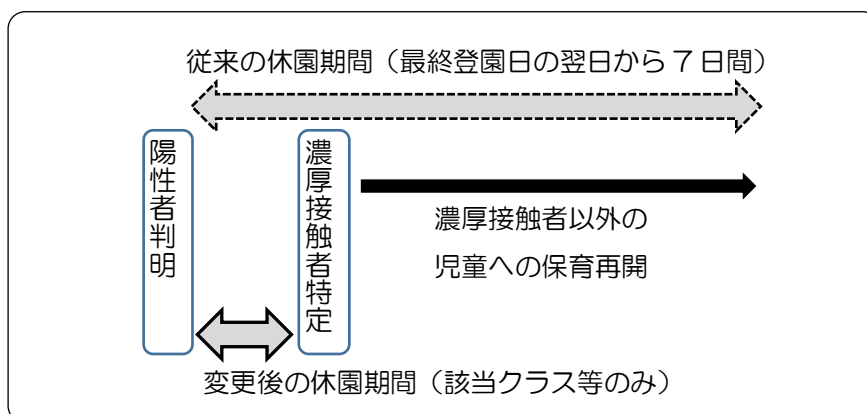 従来の休園期間（最終登園日の翌日から７日間）
陽性者判明
濃厚接触者特定
濃厚接触者以外の
児童への保育再開
変更後の休園期間（該当クラス等のみ）